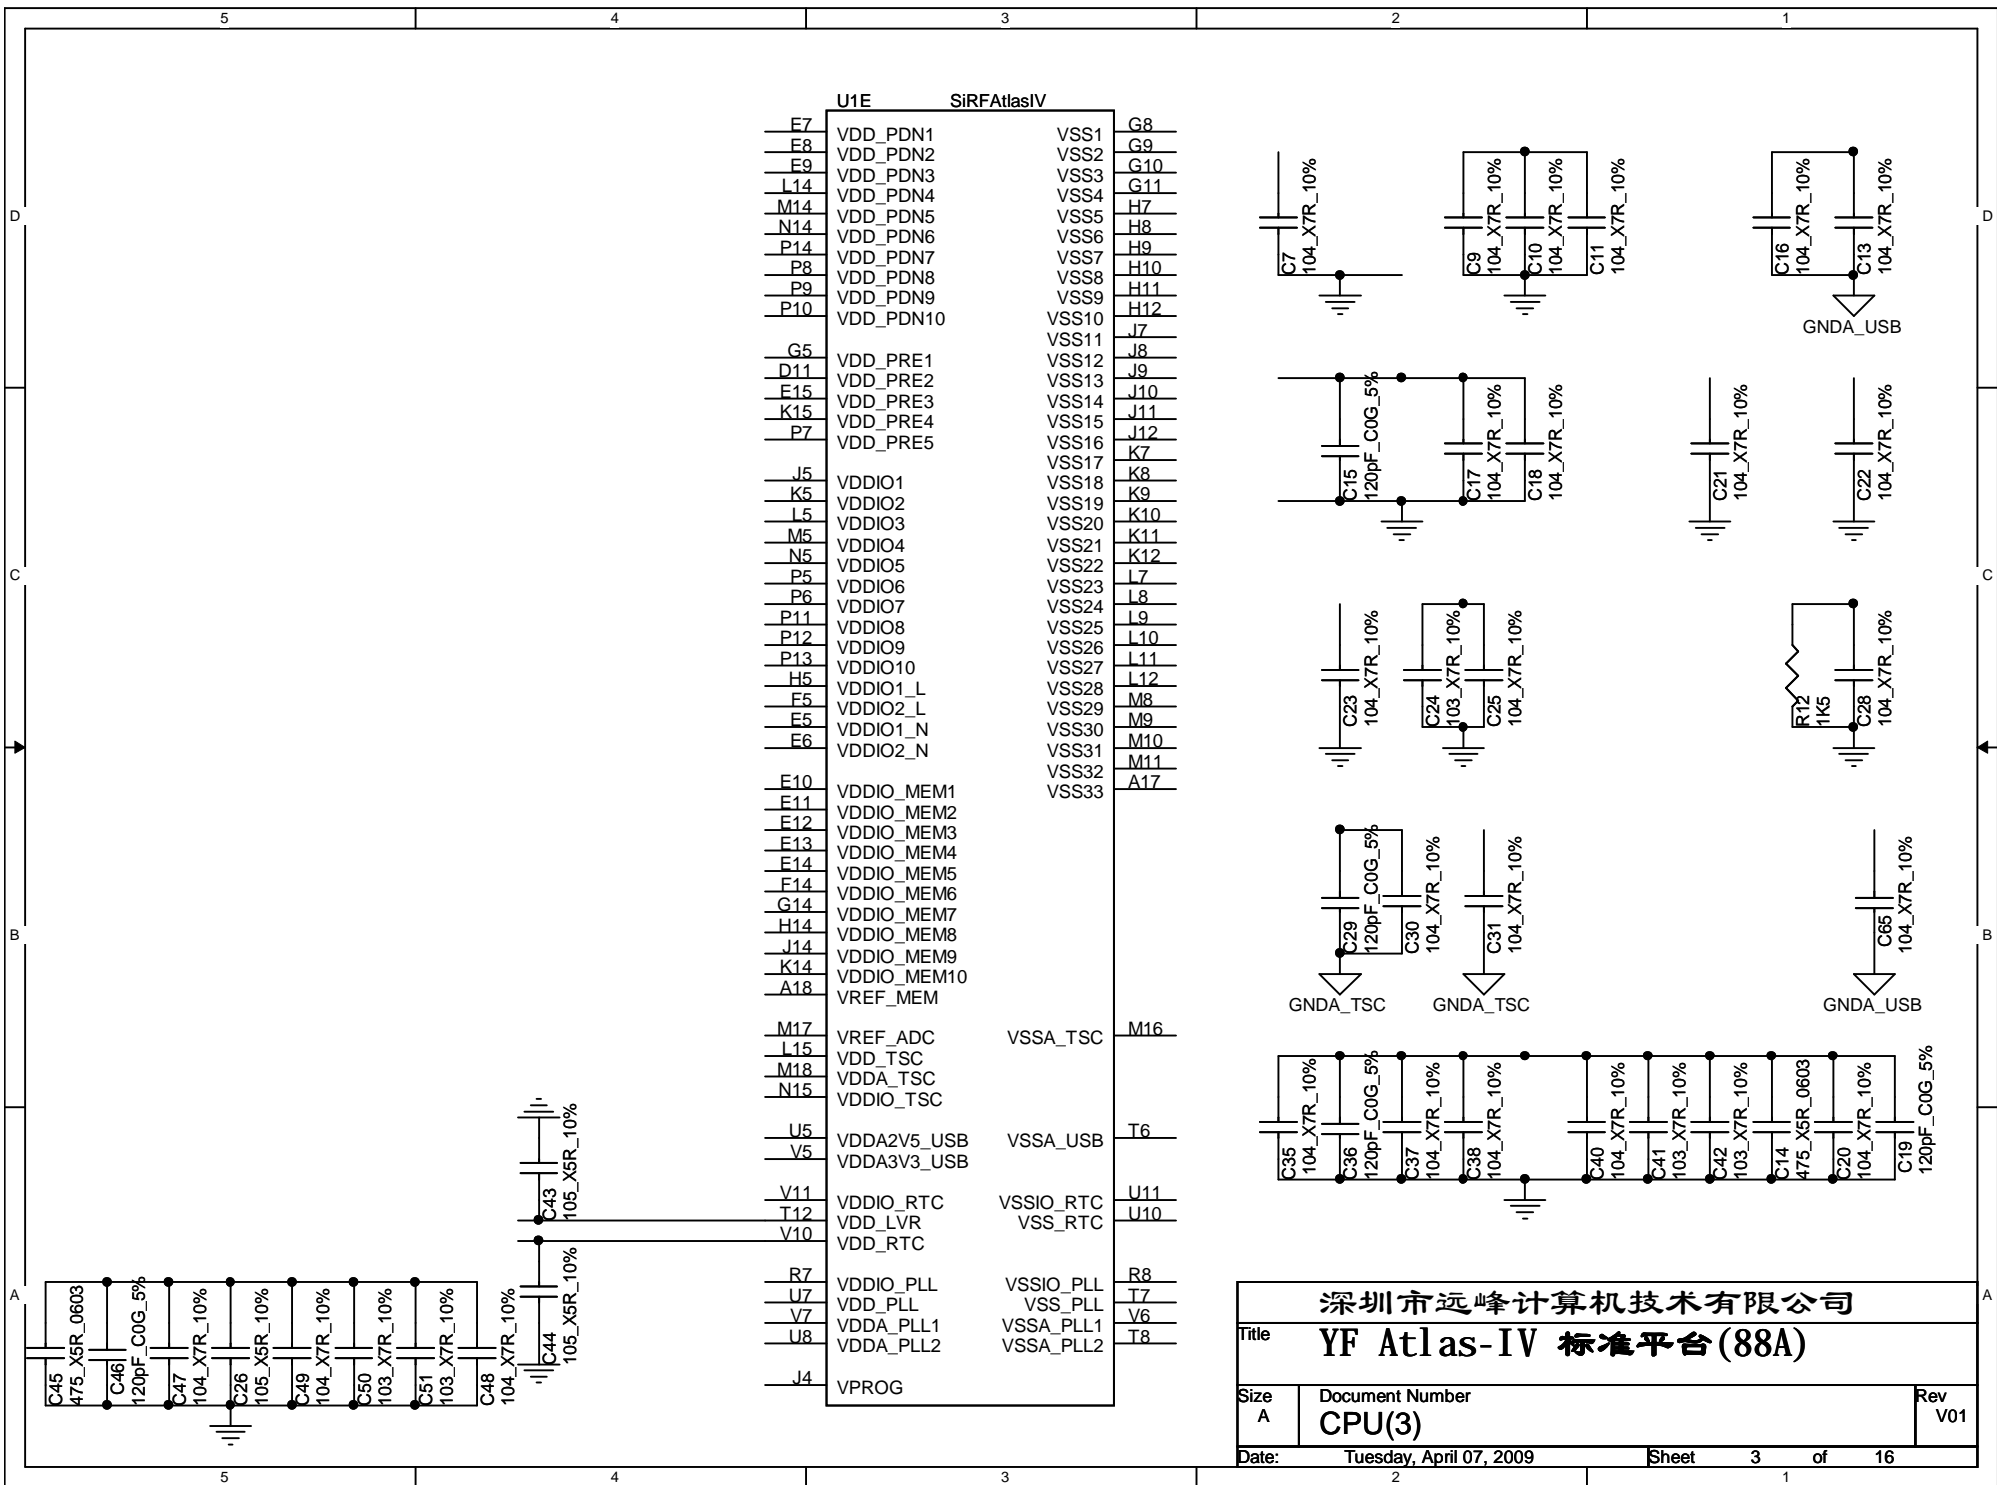 5 4 3 2 1
U1E SiRFAtlasIV
E7 VDD_PDN1 VSS1 G8
E8 VDD_PDN2 VSS2 G9
E9 VDD_PDN3 VSS3 G10
L14 VDD_PDN4 VSS4 G11
M14 VDD_PDN5 VSS5 H7
N14 VDD_PDN6 VSS6 H8
P14 VDD_PDN7 VSS7 H9
P8 VDD_PDN8 VSS8 H10
P9 VDD_PDN9 VSS9 H11
P10 VDD_PDN10 VSS10 H12
VSS11 J7
G5 VDD_PRE1 VSS12 J8
D11 VDD_PRE2 VSS13 J9
E15 VDD_PRE3 VSS14 J10
K15 VDD_PRE4 VSS15 J11
P7 VDD_PRE5 VSS16 J12
VSS17 K7
J5 VDDIO1 VSS18 K8
K5 VDDIO2 VSS19 K9
L5 VDDIO3 VSS20 K10
M5 VDDIO4 VSS21 K11
N5 VDDIO5 VSS22 K12
P5 VDDIO6 VSS23 L7
P6 VDDIO7 VSS24 L8
P11 VDDIO8 VSS25 L9
P12 VDDIO9 VSS26 L10
P13 VDDIO10 VSS27 L11
H5 VDDIO1_L VSS28 L12
F5 VDDIO2_L VSS29 M8
E5 VDDIO1_N VSS30 M9
E6 VDDIO2_N VSS31 M10
VSS32 M11
E10 VDDIO_MEM1 VSS33 A17
E11 VDDIO_MEM2
E12 VDDIO_MEM3
E13 VDDIO_MEM4
E14 VDDIO_MEM5
F14 VDDIO_MEM6
G14 VDDIO_MEM7
H14 VDDIO_MEM8
J14 VDDIO_MEM9
K14 VDDIO_MEM10
A18 VREF_MEM
M17 VREF_ADC VSSA_TSC M16
L15 VDD_TSC
M18 VDDA_TSC
N15 VDDIO_TSC
U5 VDDA2V5_USB VSSA_USB T6
V5 VDDA3V3_USB
V11 VDDIO_RTC VSSIO_RTC U11
T12 VDD_LVR VSS_RTC U10
V10 VDD_RTC
R7 VDDIO_PLL VSSIO_PLL R8
U7 VDD_PLL VSS_PLL T7
V7 VDDA_PLL1 VSSA_PLL1 V6
U8 VDDA_PLL2 VSSA_PLL2 T8
J4 VPROG
D
C
B
A
C7
104_X7R_10%
C9
104_X7R_10%
C10
104_X7R_10%
C11
104_X7R_10%
C16
104_X7R_10%
C13
104_X7R_10%
GNDA_USB
C15
120pF_C0G_5%
C17
104_X7R_10%
C18
104_X7R_10%
C21
104_X7R_10%
C22
104_X7R_10%
C23
104_X7R_10%
C24
103_X7R_10%
C25
104_X7R_10%
R12
1K5
C28
104_X7R_10%
C29
120pF_C0G_5%
C30
104_X7R_10%
C31
104_X7R_10%
C65
104_X7R_10%
GNDA_TSC
GNDA_TSC
GNDA_USB
C35
104_X7R_10%
C36
120pF_C0G_5%
C37
104_X7R_10%
C38
104_X7R_10%
C40
104_X7R_10%
C41
103_X7R_10%
C42
103_X7R_10%
C14
475_X5R_0603
C20
104_X7R_10%
C19
120pF_C0G_5%
C43
105_X5R_10%
C44
105_X5R_10%
C45
475_X5R_0603
C46
120pF_C0G_5%
C47
104_X7R_10%
C26
105_X5R_10%
C49
104_X7R_10%
C50
103_X7R_10%
C51
103_X7R_10%
C48
104_X7R_10%
D
C
B
A
深圳市远峰计算机技术有限公司
Title YF Atlas-IV 标准平台(88A)
Size Document Number Rev
A CPU(3) V01
Date: Tuesday, April 07, 2009 Sheet 3 of 16
5 4 3 2 1